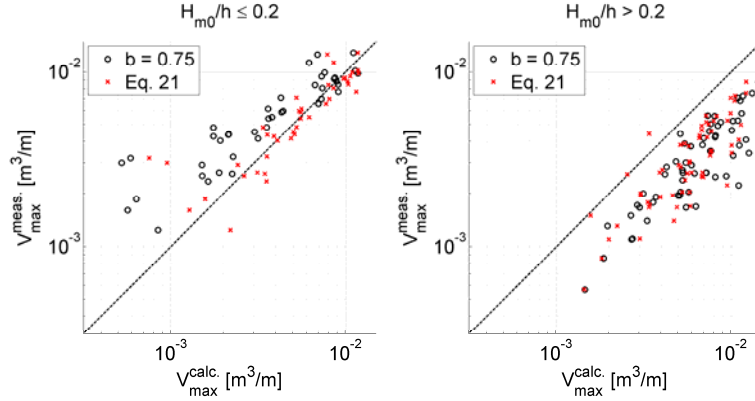 H_m0/h ≤ 0.2
b = 0.75
Eq. 21
10^-2
10^-3
V_max^meas. [m^3/m]
10^-3
10^-2
V_max^calc. [m^3/m]
H_m0/h > 0.2
b = 0.75
Eq. 21
10^-2
10^-3
V_max^meas. [m^3/m]
10^-3
10^-2
V_max^calc. [m^3/m]